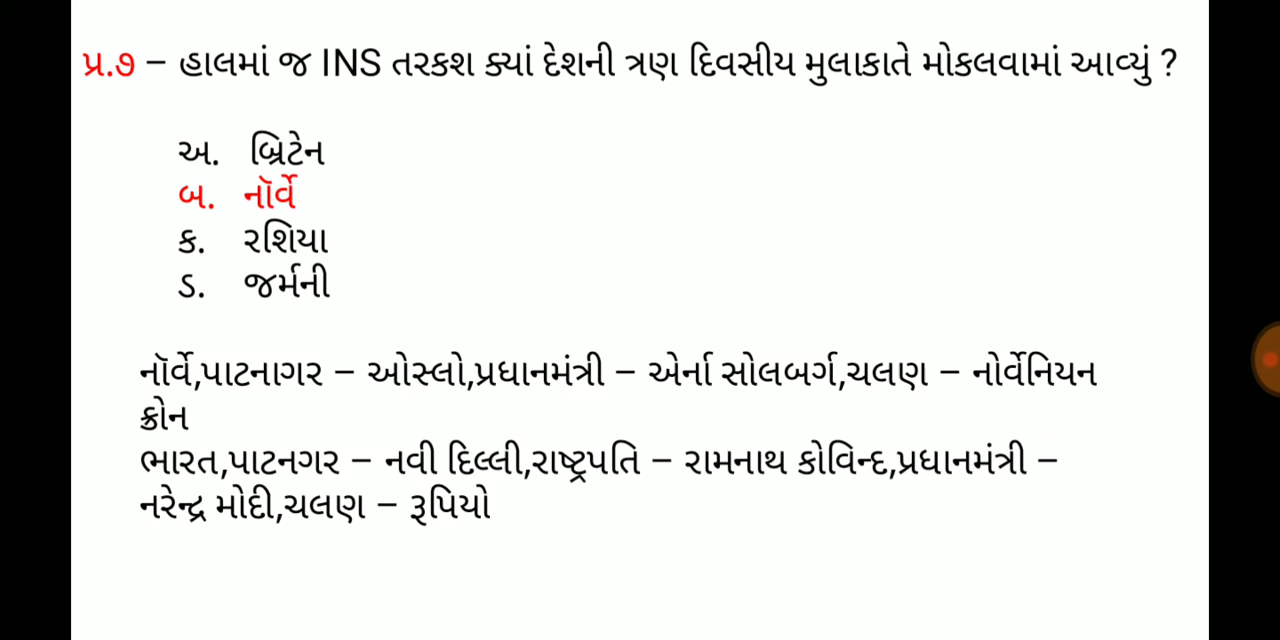 પ્ર.૭ – હાલમાં જ INS તરકશ ક્યાં દેશની ત્રણ દિવસીય મુલાકાતે મોકલવામાં આવ્યું ?
અ. બ્રિટેન
બ. નૉર્વે
ક. રશિયા
ડ. જર્મની
નૉર્વે,પાટનાગર – ઓસ્લો,પ્રધાનમંત્રી – એર્ના સોલબર્ગ,ચલણ – નોર્વેનિયન
ક્રોન
ભારત,પાટનગર – નવી દિલ્લી,રાષ્ટ્રપતિ – રામનાથ કોવિન્દ,પ્રધાનમંત્રી –
નરેન્દ્ર મોદી,ચલણ – રૂપિયો